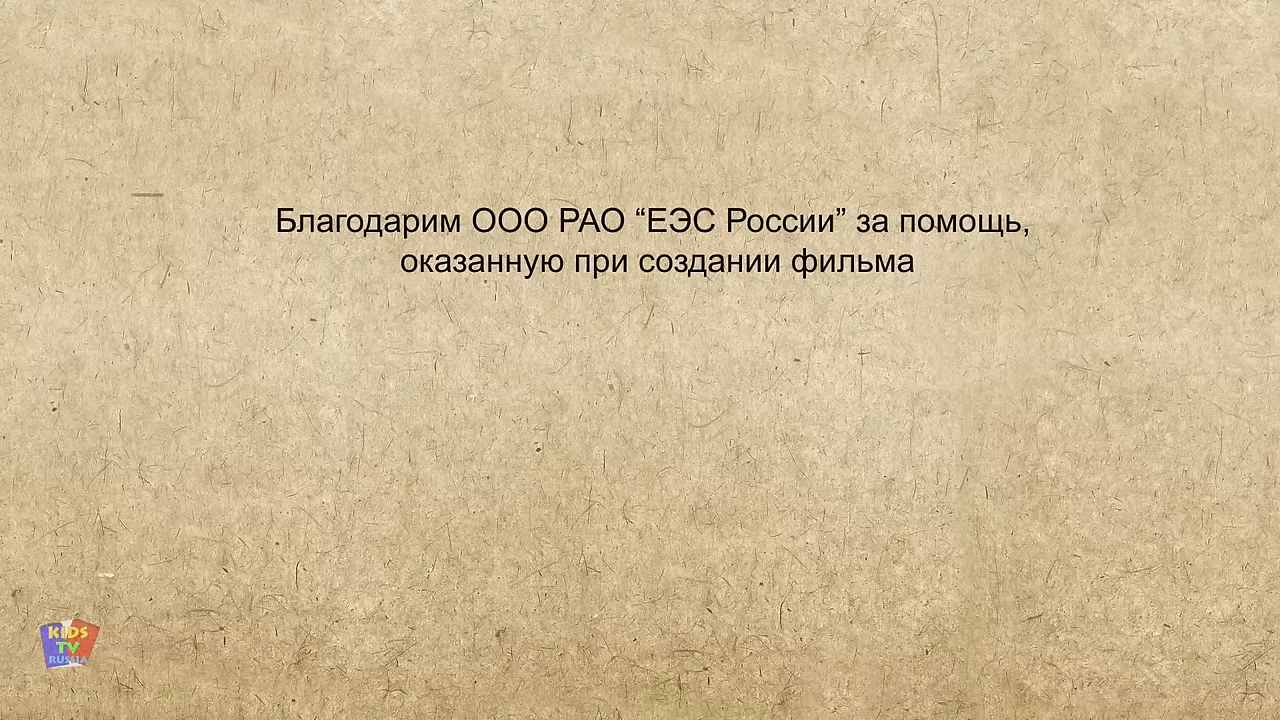 Благодарим ООО РАО “ЕЭС России” за помощь,
оказанную при создании фильма
KIDS
TV
RUSSIA